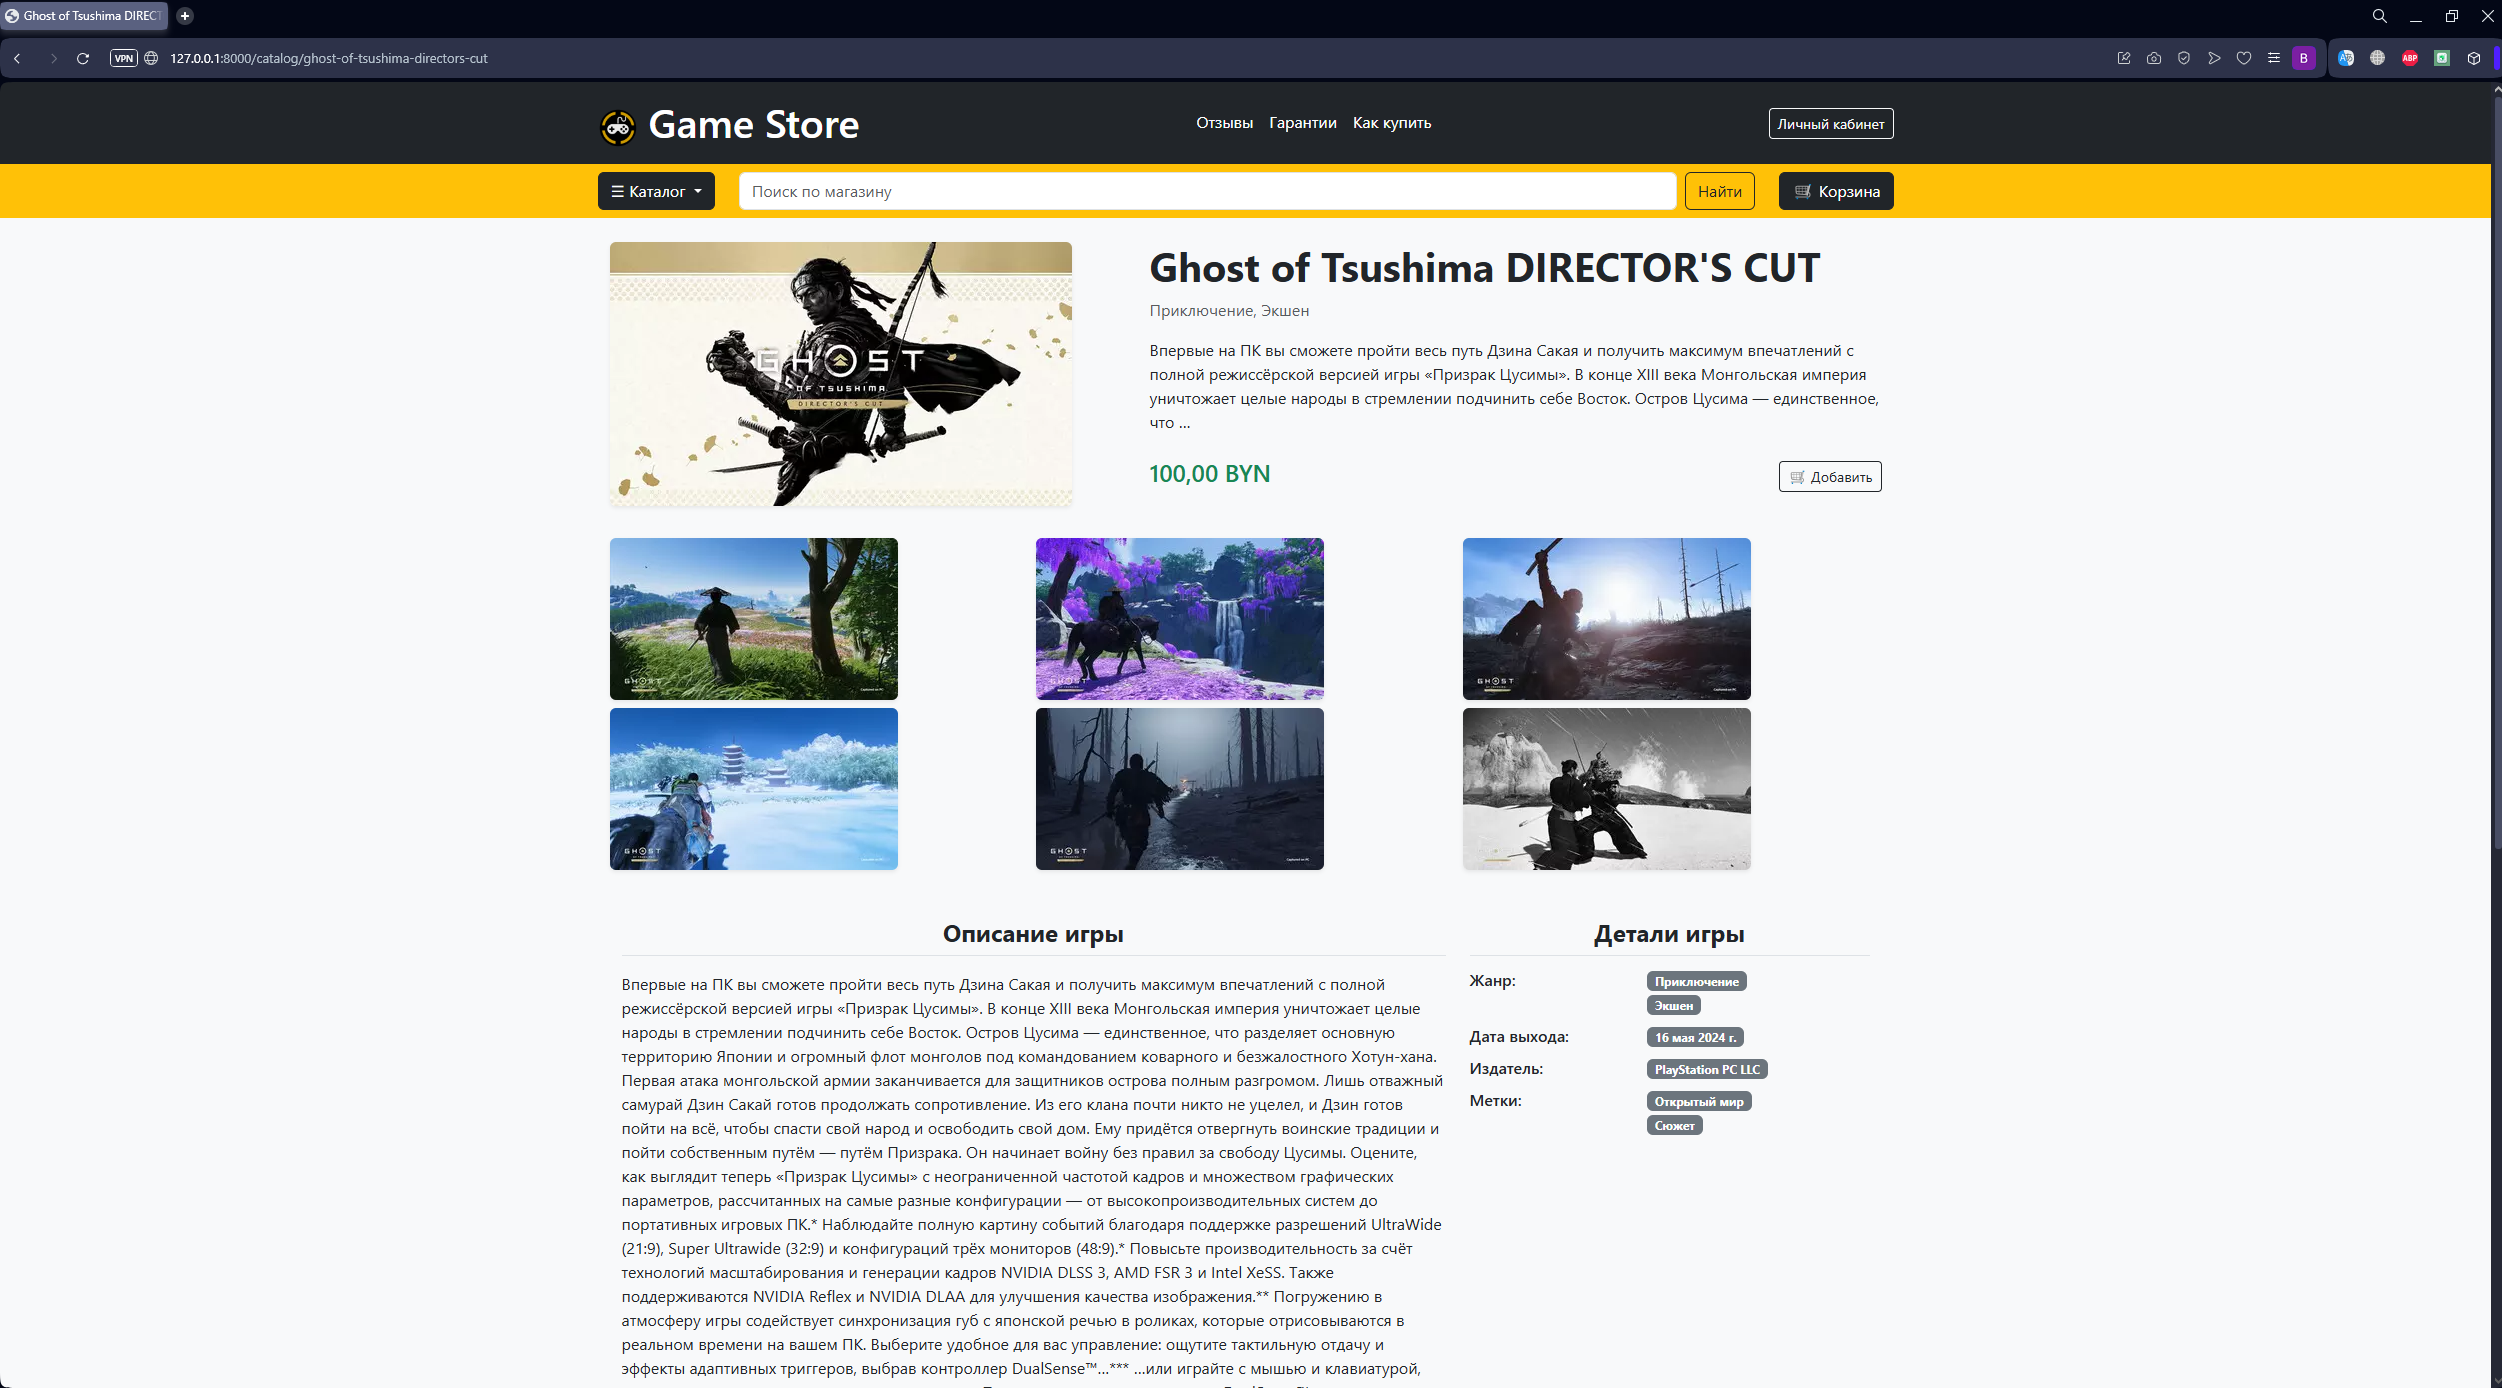 Ghost of Tsushima DIRECT
VPN
127.0.0.1:8000/catalog/ghost-of-tsushima-directors-cut
B
ABP
Game Store
Отзывы Гарантии Как купить
Личный кабинет
☰ Каталог
Поиск по магазину
Найти
Корзина
GHOST
OF TSUSHIMA
DIRECTOR'S CUT
Ghost of Tsushima DIRECTOR'S CUT
Приключение, Экшен
Впервые на ПК вы сможете пройти весь путь Дзина Сакая и получить максимум впечатлений с
полной режиссёрской версией игры «Призрак Цусимы». В конце XIII века Монгольская империя
уничтожает целые народы в стремлении подчинить себе Восток. Остров Цусима — единственное,
что ...
100,00 BYN
Добавить
GHOST
Captured on PC
GHOST
GHOST
Captured on PC
GHOST
GHOST
Captured on PC
Описание игры
Впервые на ПК вы сможете пройти весь путь Дзина Сакая и получить максимум впечатлений с полной
режиссёрской версией игры «Призрак Цусимы». В конце XIII века Монгольская империя уничтожает целые
народы в стремлении подчинить себе Восток. Остров Цусима — единственное, что разделяет основную
территорию Японии и огромный флот монголов под командованием коварного и безжалостного Хотун-хана.
Первая атака монгольской армии заканчивается для защитников острова полным разгромом. Лишь отважный
самурай Дзин Сакай готов продолжать сопротивление. Из его клана почти никто не уцелел, и Дзин готов
пойти на всё, чтобы спасти свой народ и освободить свой дом. Ему придётся отвергнуть воинские традиции и
пойти собственным путём — путём Призрака. Он начинает войну без правил за свободу Цусимы. Оцените,
как выглядит теперь «Призрак Цусимы» с неограниченной частотой кадров и множеством графических
параметров, рассчитанных на самые разные конфигурации — от высокопроизводительных систем до
портативных игровых ПК.* Наблюдайте полную картину событий благодаря поддержке разрешений UltraWide
(21:9), Super Ultrawide (32:9) и конфигураций трёх мониторов (48:9).* Повысьте производительность за счёт
технологий масштабирования и генерации кадров NVIDIA DLSS 3, AMD FSR 3 и Intel XeSS. Также
поддерживаются NVIDIA Reflex и NVIDIA DLAA для улучшения качества изображения.** Погружению в
атмосферу игры содействует синхронизация губ с японской речью в роликах, которые отрисовываются в
реальном времени на вашем ПК. Выберите удобное для вас управление: ощутите тактильную отдачу и
эффекты адаптивных триггеров, выбрав контроллер DualSense™...*** ...или играйте с мышью и клавиатурой,
Детали игры
Жанр: Приключение
Экшен
Дата выхода: 16 мая 2024 г.
Издатель: PlayStation PC LLC
Метки: Открытый мир
Сюжет